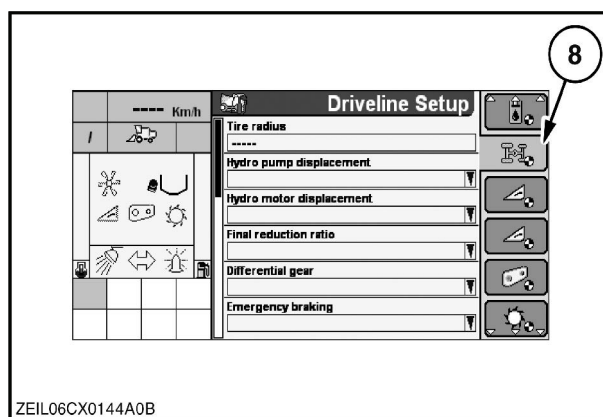 8
---- Km/h
Driveline Setup
/
Tire radius
-----
Hydro pump displacement
Hydro motor displacement
Final reduction ratio
Differential gear
Emergency braking
ZEIL06CX0144A0B